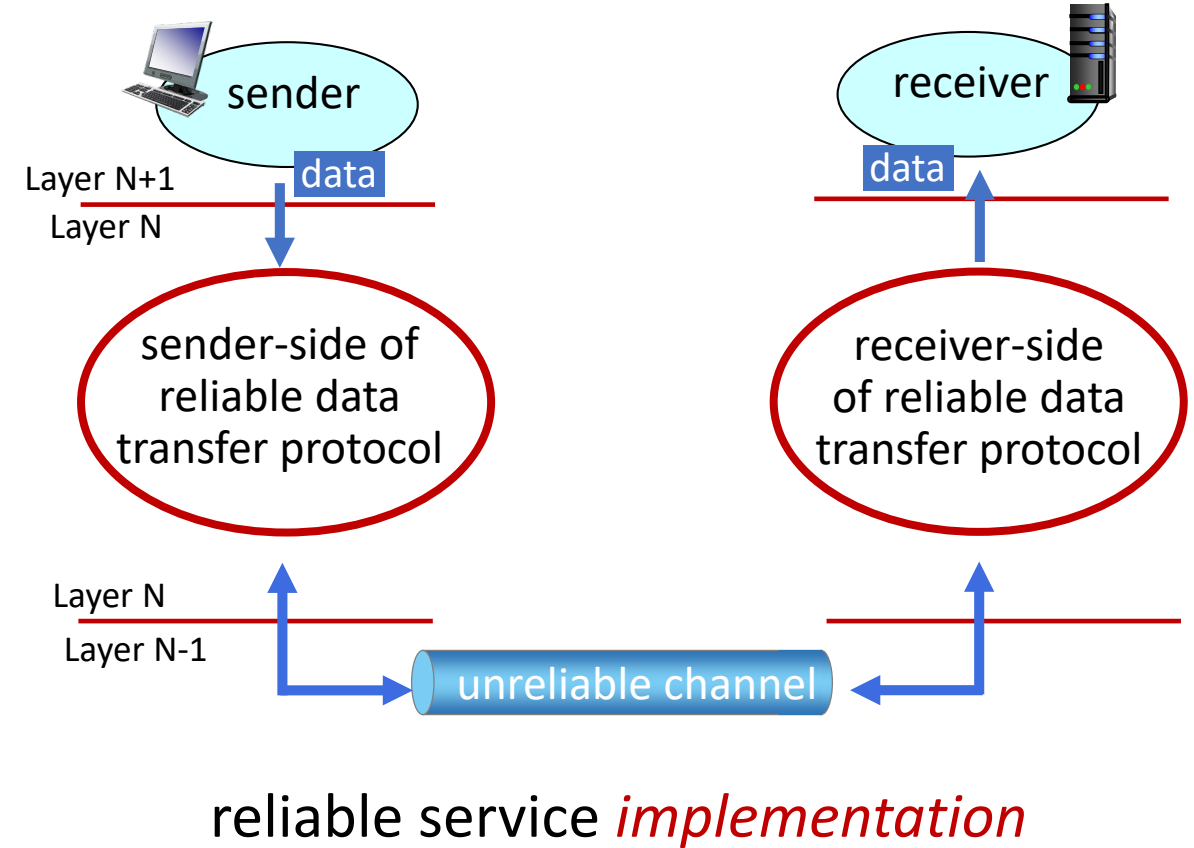 sender
receiver
data
data
Layer N+1
Layer N
sender-side of
reliable data
transfer protocol
receiver-side
of reliable data
transfer protocol
Layer N
Layer N-1
unreliable channel
reliable service implementation